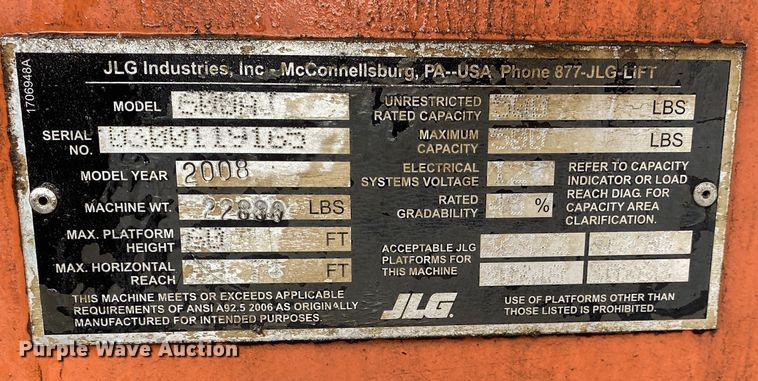 1706948A
JLG Industries, Inc - McConnellsburg, PA--USA Phone 877-JLG-LIFT
MODEL
SERIAL NO. 0300119165
MODEL YEAR 2008
MACHINE WT. LBS
MAX. PLATFORM HEIGHT FT
MAX. HORIZONTAL REACH FT
THIS MACHINE MEETS OR EXCEEDS APPLICABLE
REQUIREMENTS OF ANSI A92.5 2006 AS ORIGINALLY
MANUFACTURED FOR INTENDED PURPOSES.
UNRESTRICTED
RATED CAPACITY 500 LBS
MAXIMUM
CAPACITY 500 LBS
ELECTRICAL
SYSTEMS VOLTAGE
RATED
GRADABILITY %
REFER TO CAPACITY
INDICATOR OR LOAD
REACH DIAG. FOR
CAPACITY AREA
CLARIFICATION.
ACCEPTABLE JLG
PLATFORMS FOR
THIS MACHINE
JLG.
USE OF PLATFORMS OTHER THAN
THOSE LISTED IS PROHIBITED.
Purple Wave Auction